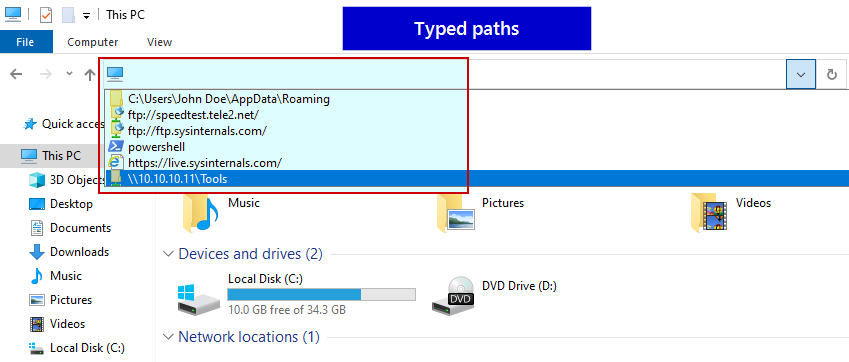 This PC
Typed paths
File Computer View
C:\Users\John Doe\AppData\Roaming
ftp://speedtest.tele2.net/
ftp://ftp.sysinternals.com/
powershell
https://live.sysinternals.com/
\\10.10.10.11\Tools
Quick acces
This PC
3D Objec
Desktop
Documents
Downloads
Music
Pictures
Videos
Local Disk (C:)
Music Pictures Videos
Devices and drives (2)
Local Disk (C:)
10.0 GB free of 34.3 GB
DVD
DVD Drive (D:)
Network locations (1)